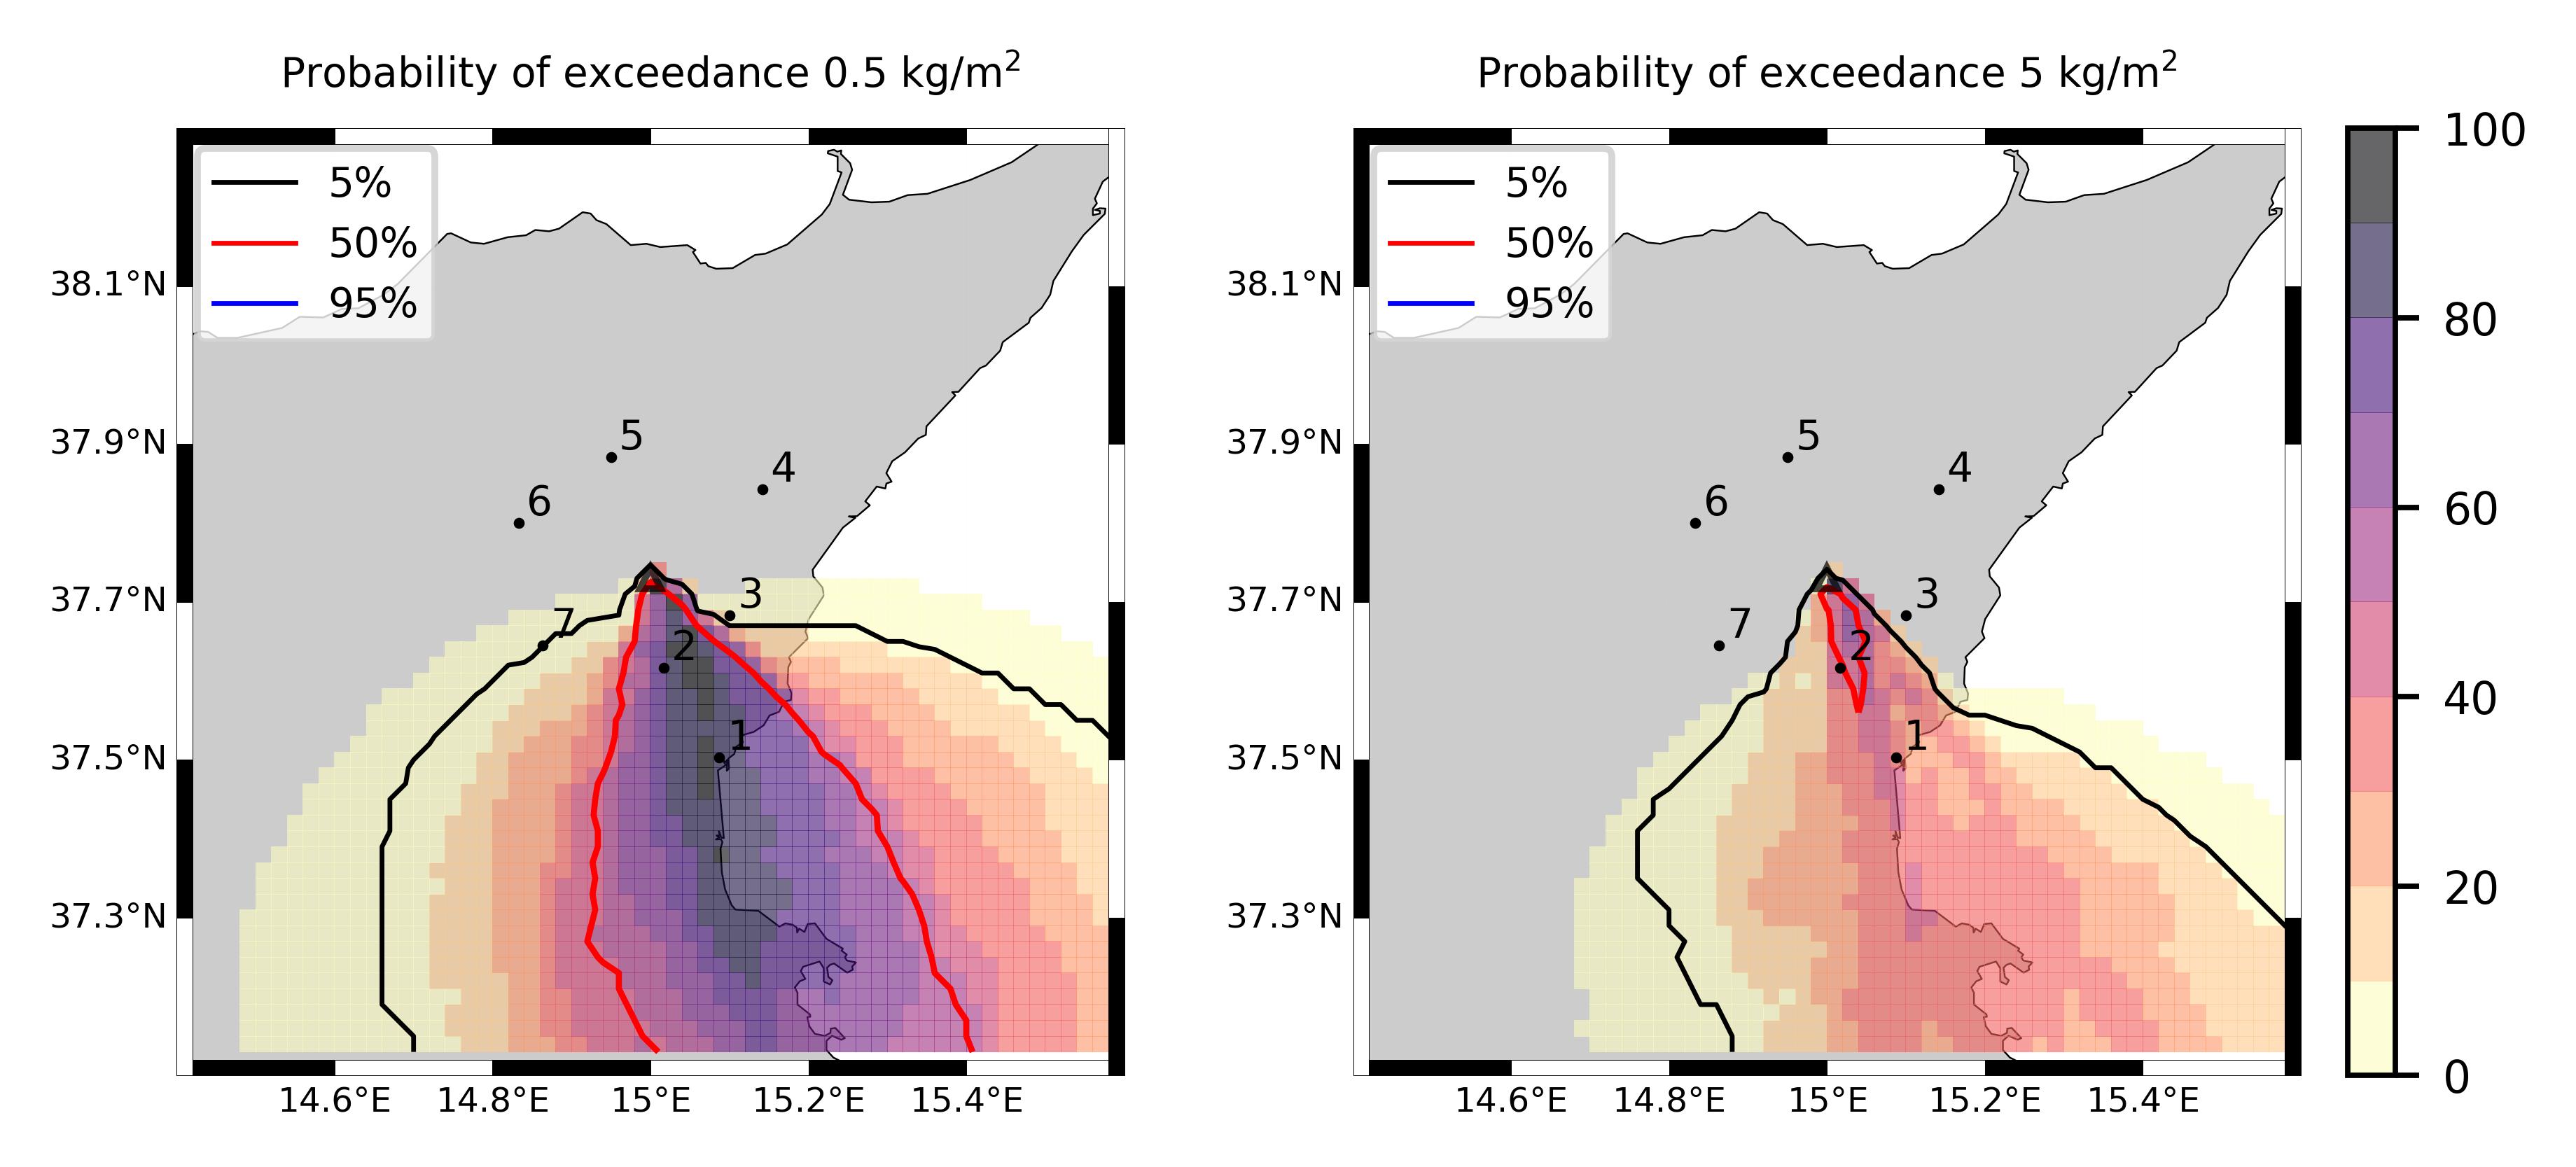 Probability of exceedance 0.5 kg/m²
5%
50%
95%
38.1°N
37.9°N
37.7°N
37.5°N
37.3°N
14.6°E
14.8°E
15°E
15.2°E
15.4°E
5
4
6
3
7
2
1
Probability of exceedance 5 kg/m²
5%
50%
95%
38.1°N
37.9°N
37.7°N
37.5°N
37.3°N
14.6°E
14.8°E
15°E
15.2°E
15.4°E
5
4
6
3
7
2
1
100
80
60
40
20
0